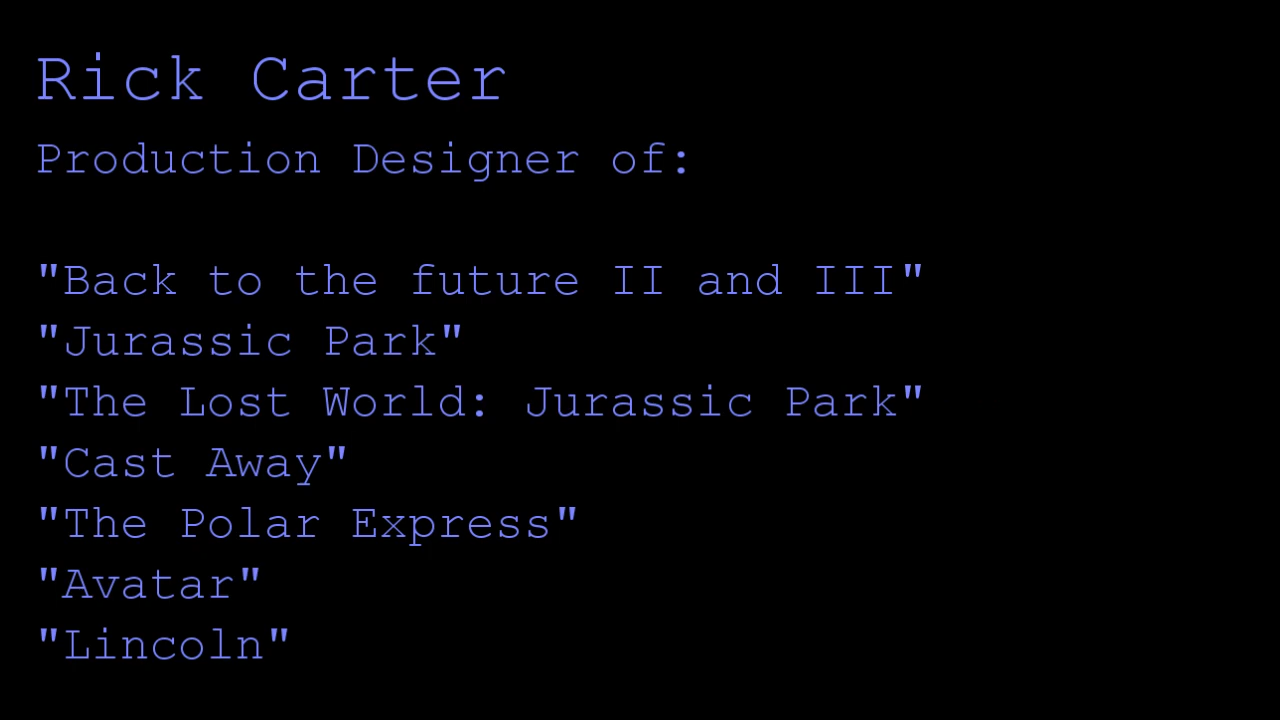 Rick Carter
Production Designer of:
"Back to the future II and III"
"Jurassic Park"
"The Lost World: Jurassic Park"
"Cast Away"
"The Polar Express"
"Avatar"
"Lincoln"